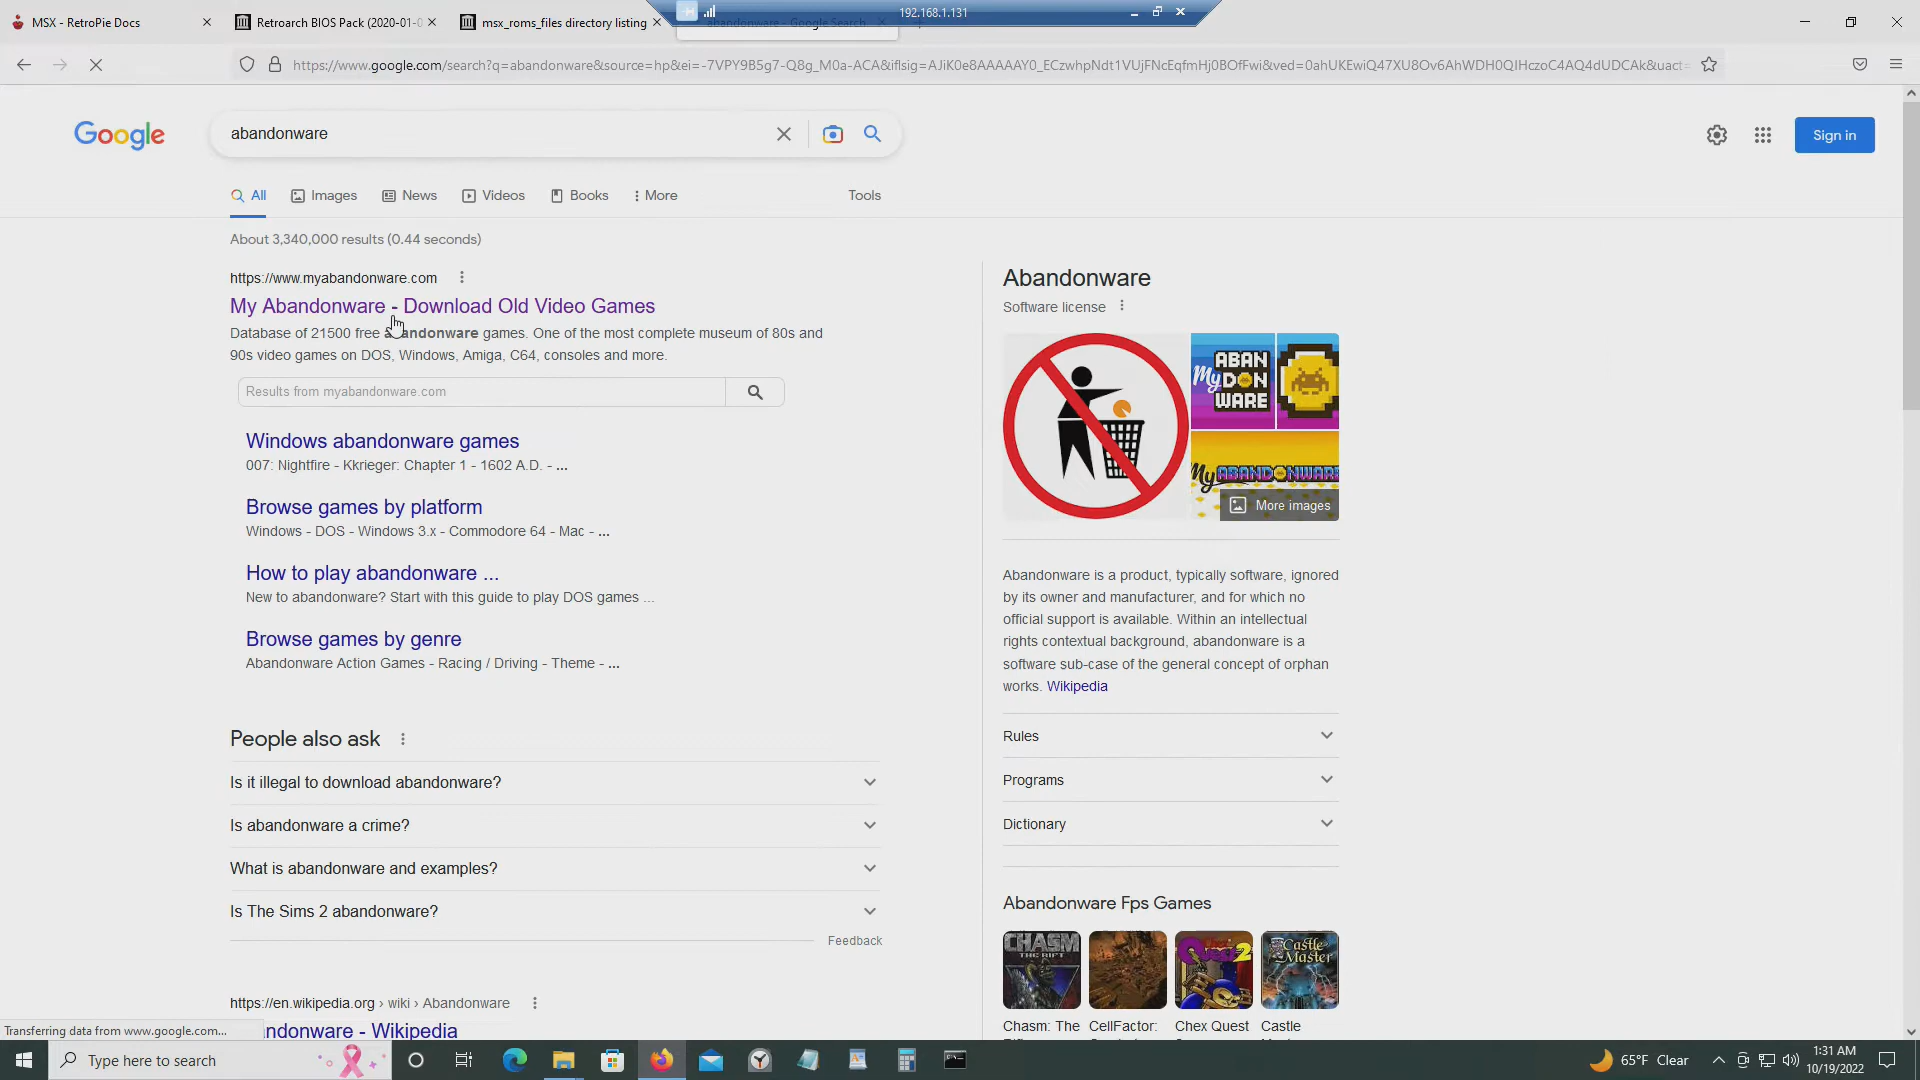 MSX - RetroPie Docs
Retroarch BIOS Pack (2020-01-0
msx_roms_files directory listing
abandonware - Google Search
192.168.1.131
https://www.google.com/search?q=abandonware&source=hp&ei=-7VPY9B5g7-Q8g_M0a-ACA&iflsig=AJiK0e8AAAAAY0_ECzwhpNdt1VUjFNcEqfmHj0BOfFwi&ved=0ahUKEwiQ47XU8Ov6AhWDH0QIHczoC4AQ4dUDCAk&uact=
Google
abandonware
Sign in
All
Images
News
Videos
Books
More
Tools
About 3,340,000 results (0.44 seconds)
https://www.myabandonware.com
My Abandonware - Download Old Video Games
Database of 21500 free abandonware games. One of the most complete museum of 80s and
90s video games on DOS, Windows, Amiga, C64, consoles and more.
Results from myabandonware.com
Windows abandonware games
007: Nightfire - Kkrieger: Chapter 1 - 1602 A.D. - ...
Browse games by platform
Windows - DOS - Windows 3.x - Commodore 64 - Mac - ...
How to play abandonware ...
New to abandonware? Start with this guide to play DOS games ...
Browse games by genre
Abandonware Action Games - Racing / Driving - Theme - ...
People also ask
Is it illegal to download abandonware?
Is abandonware a crime?
What is abandonware and examples?
Is The Sims 2 abandonware?
Feedback
https://en.wikipedia.org › wiki › Abandonware
ndonware - Wikipedia
Transferring data from www.google.com...
Abandonware
Software license
My ABAN
DON
WARE
My ABANDONWARE
More images
Abandonware is a product, typically software, ignored
by its owner and manufacturer, and for which no
official support is available. Within an intellectual
rights contextual background, abandonware is a
software sub-case of the general concept of orphan
works. Wikipedia
Rules
Programs
Dictionary
Abandonware Fps Games
CHASM
THE RIFT
Chex Quest 2
Castle
Master
Chasm: The
CellFactor:
Chex Quest
Castle
Type here to search
65°F Clear
1:31 AM
10/19/2022